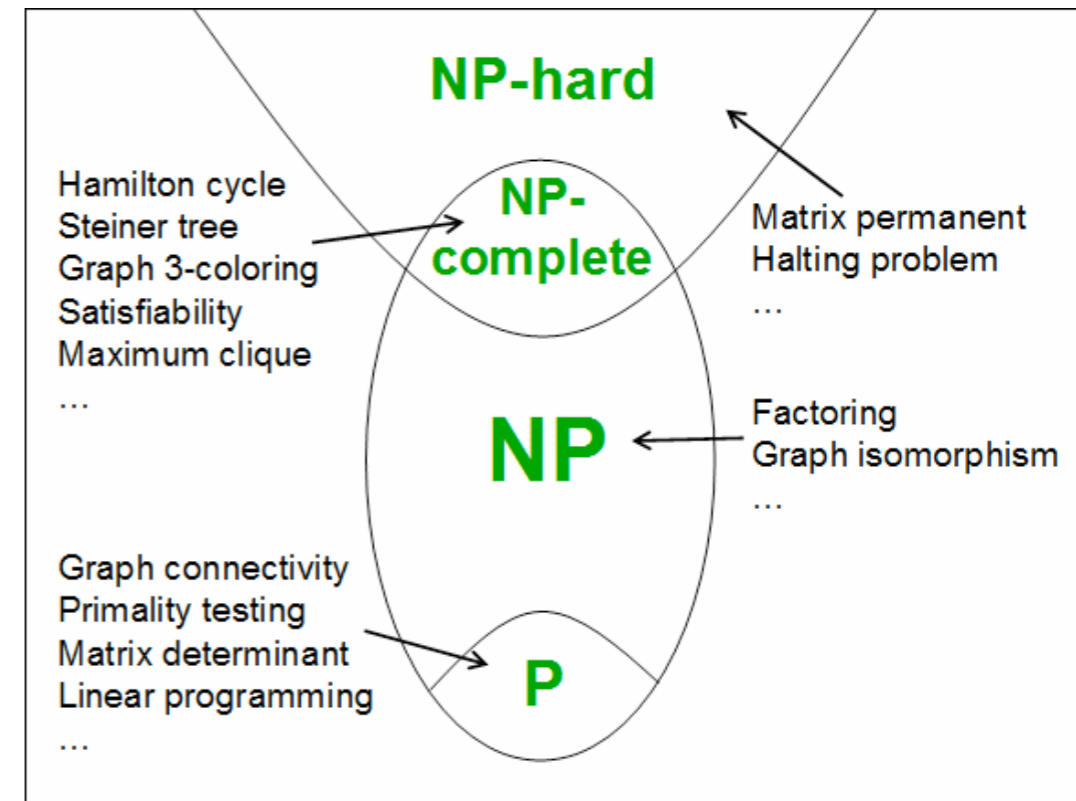 NP-hard
Hamilton cycle
Steiner tree
Graph 3-coloring
Satisfiability
Maximum clique
…
NP-
complete
Matrix permanent
Halting problem
…
NP
Factoring
Graph isomorphism
…
Graph connectivity
Primality testing
Matrix determinant
Linear programming
…
P